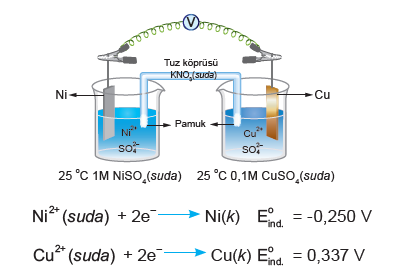 V
Tuz köprüsü
KNO₃(suda)
Ni
Cu
Pamuk
Ni²⁺
SO₄²⁻
Cu²⁺
SO₄²⁻
25 °C 1M NiSO₄(suda) 25 °C 0,1M CuSO₄(suda)
Ni²⁺(suda) + 2e⁻ → Ni(k) E°ind. = -0,250 V
Cu²⁺(suda) + 2e⁻ → Cu(k) E°ind. = 0,337 V